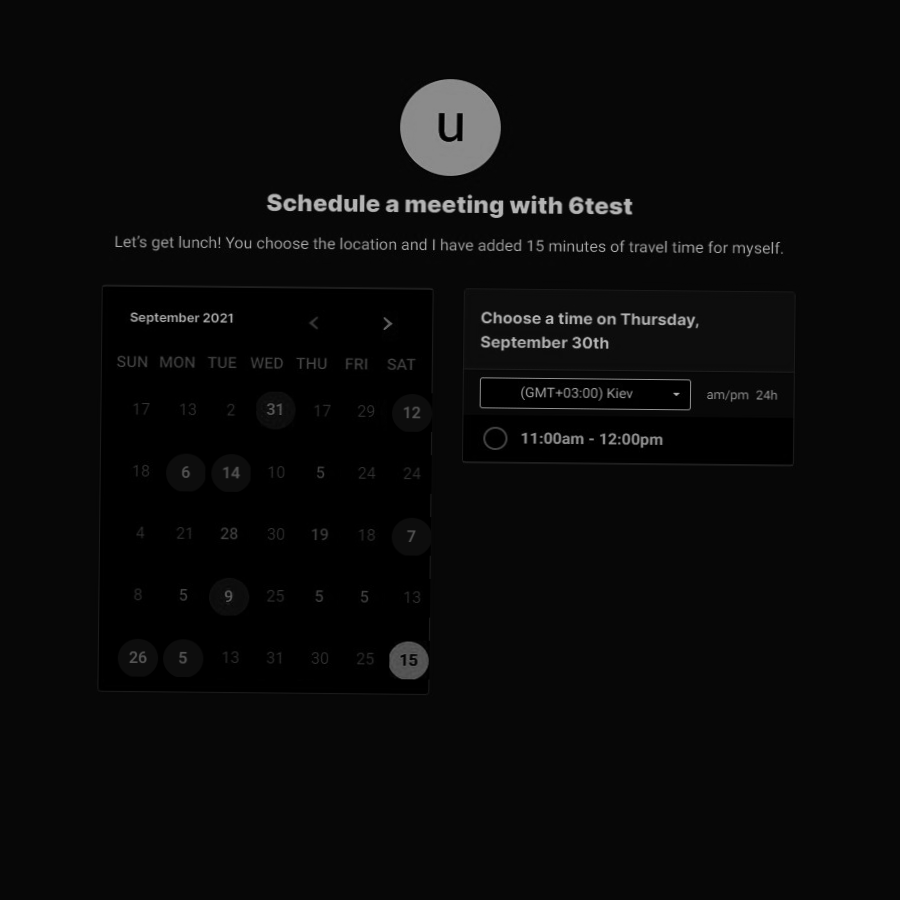 u
Schedule a meeting with 6test
Let's get lunch! You choose the location and I have added 15 minutes of travel time for myself.
September 2021
SUN MON TUE WED THU FRI SAT
17 13 2 31 17 29 12
18 6 14 10 5 24 24
4 21 28 30 19 18 7
8 5 9 25 5 5 13
26 5 13 31 30 25 15
Choose a time on Thursday,
September 30th
(GMT+03:00) Kiev am/pm 24h
11:00am - 12:00pm